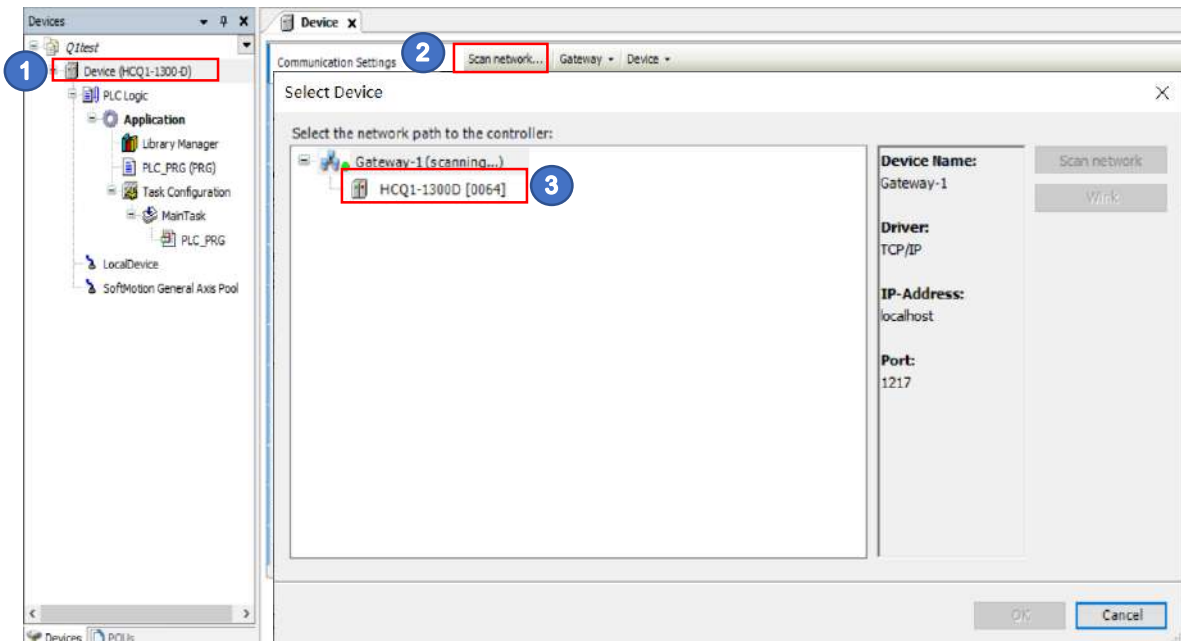 Devices
Q1test
1
Device (HCQ1-1300-D)
PLC Logic
Application
Library Manager
PLC_PRG (PRG)
Task Configuration
MainTask
PLC_PRG
LocalDevice
SoftMotion General Axis Pool
Devices
POUs
Device
Communication Settings
2
Scan network...
Gateway
Device
Select Device
Select the network path to the controller:
Gateway-1 (scanning...)
HCQ1-1300D [0064]
3
Device Name:
Gateway-1
Driver:
TCP/IP
IP-Address:
localhost
Port:
1217
Scan network
Wink
OK
Cancel